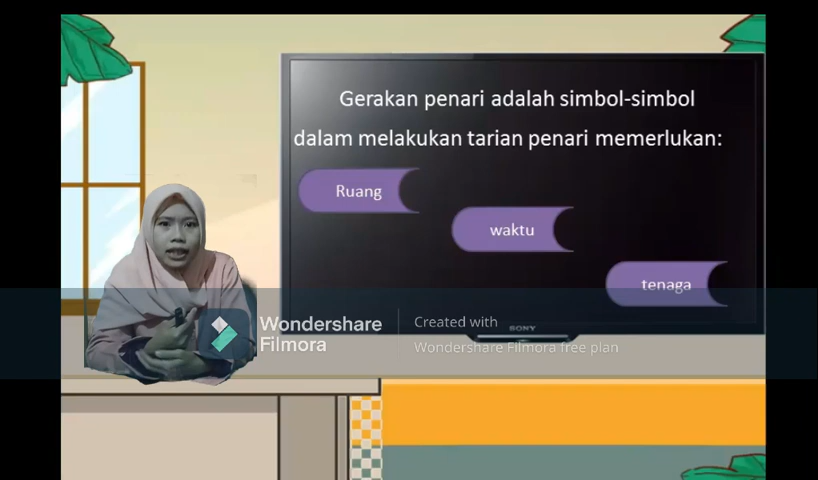 Gerakan penari adalah simbol-simbol
dalam melakukan tarian penari memerlukan:
Ruang
waktu
tenaga
Wondershare
Filmora
Created with
Wondershare Filmora free plan
SONY